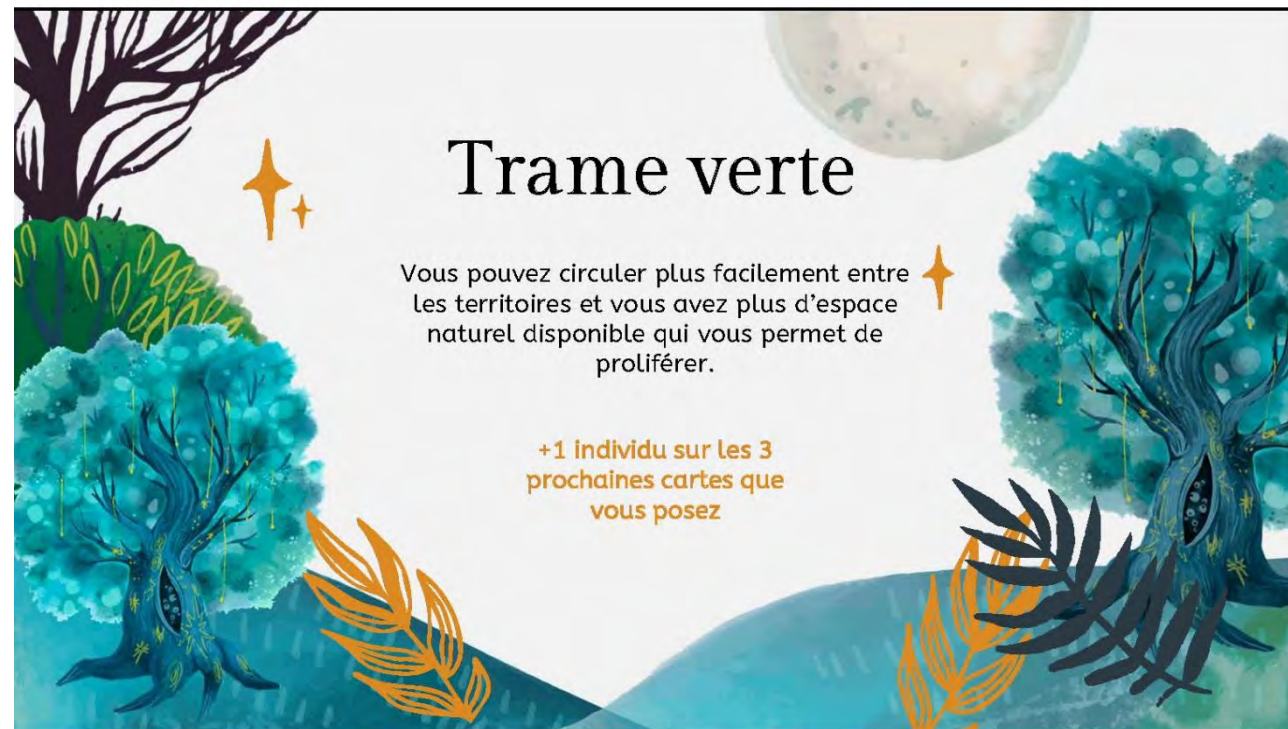 Trame verte
Vous pouvez circuler plus facilement entre
les territoires et vous avez plus d'espace
naturel disponible qui vous permet de
proliférer.
+1 individu sur les 3
prochaines cartes que
vous posez